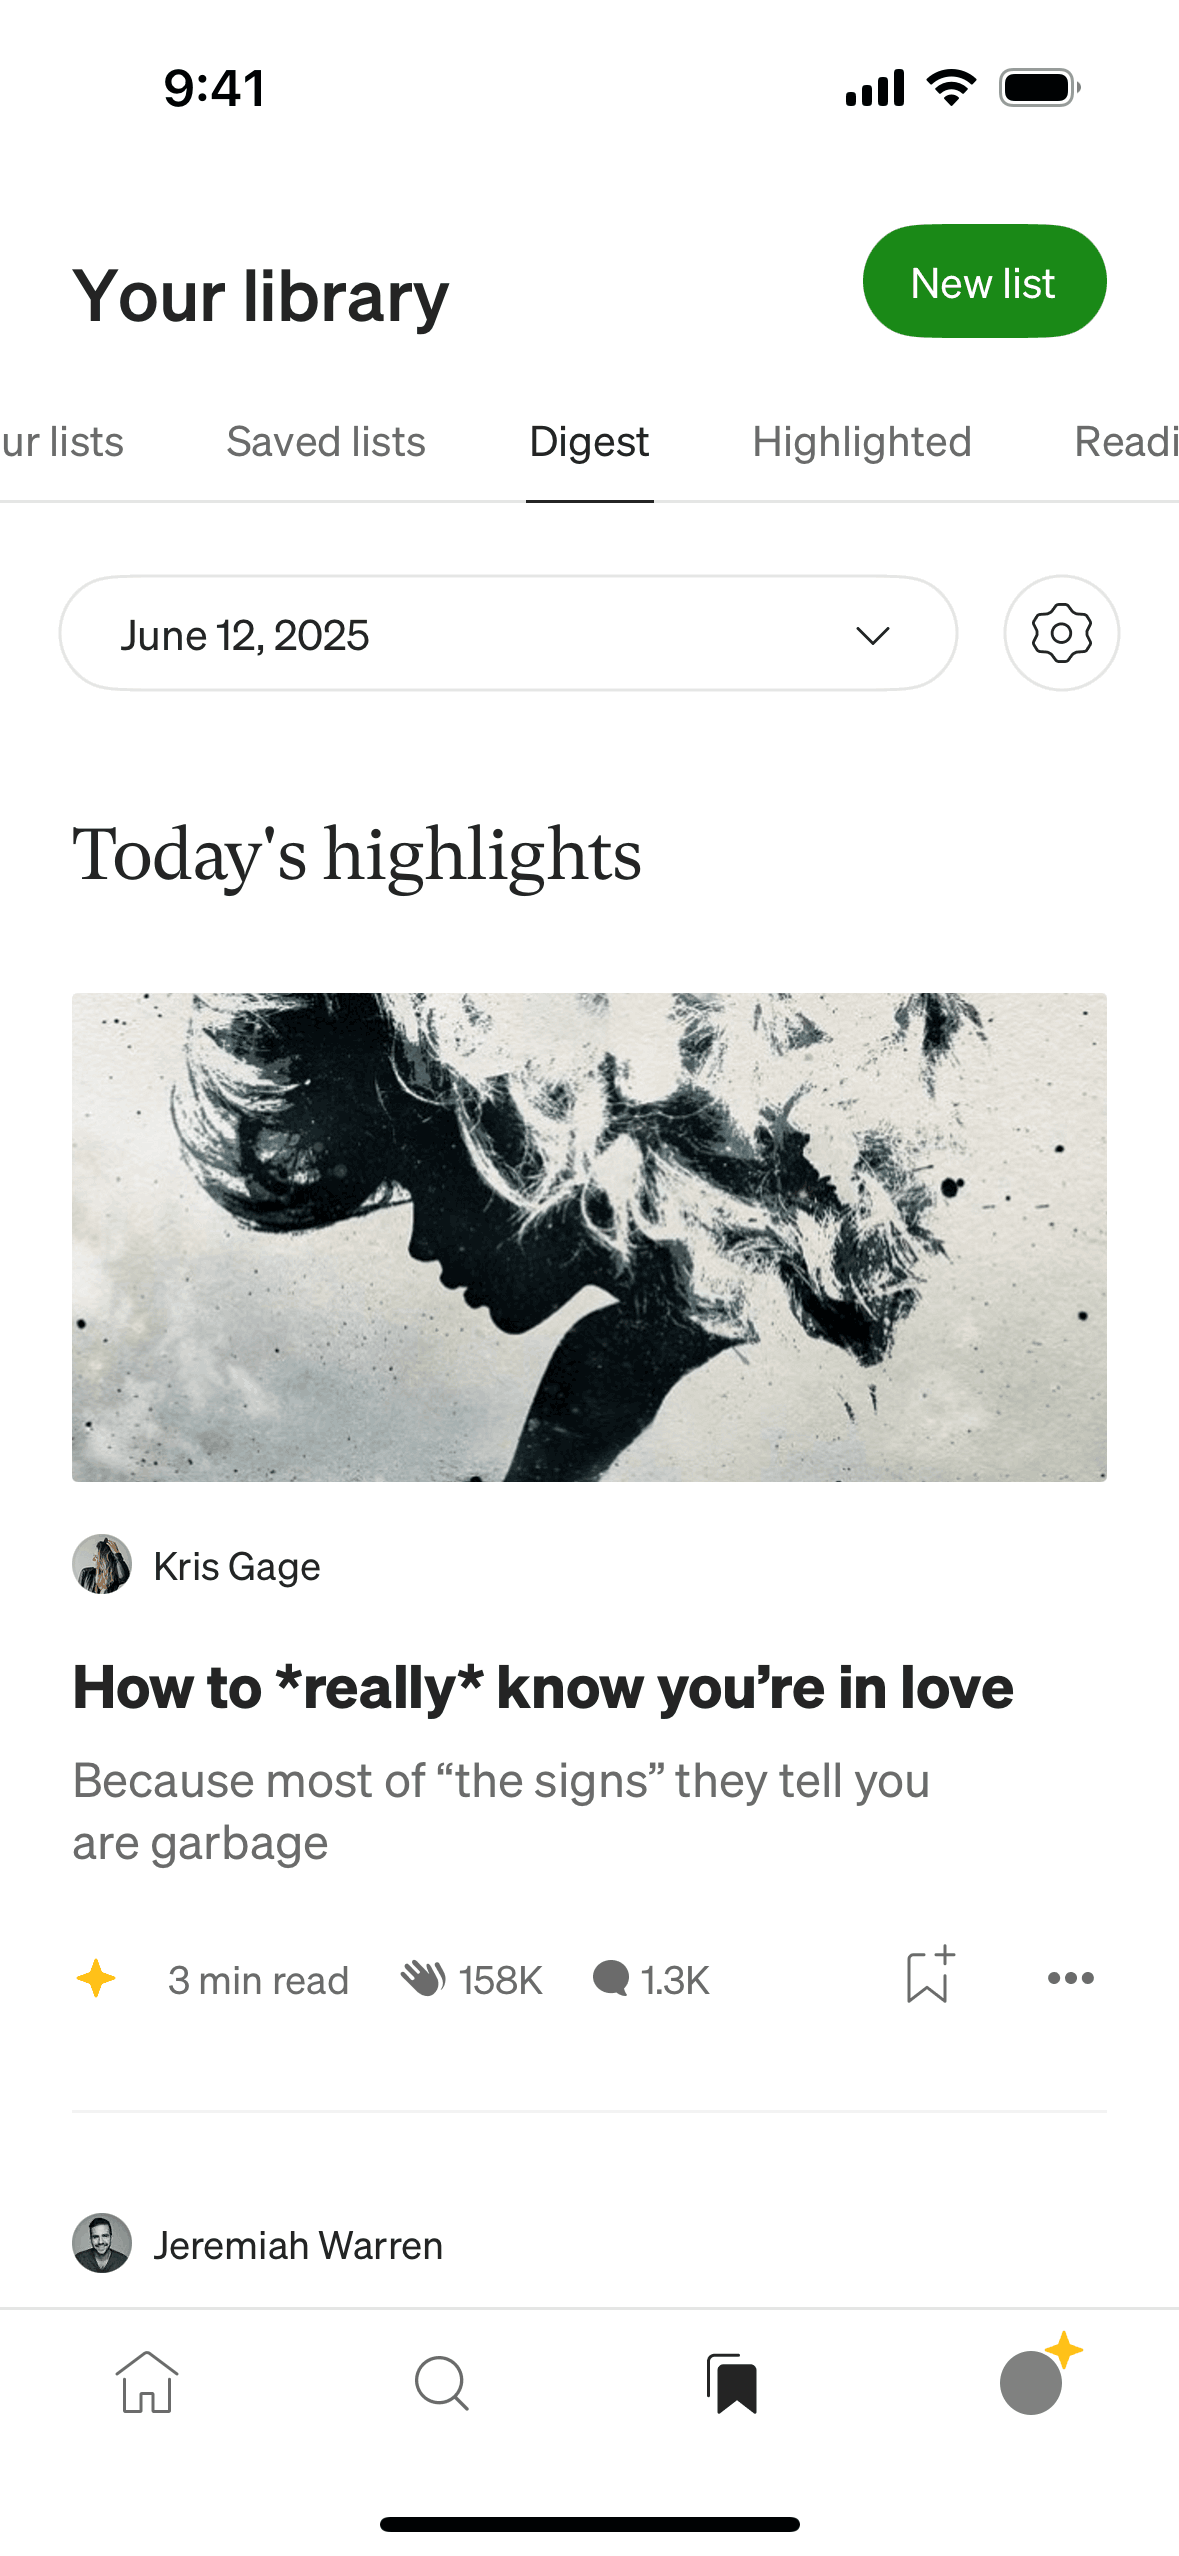 9:41
Your library
New list
ur lists Saved lists Digest Highlighted Readi
June 12, 2025
Today's highlights
Kris Gage
How to *really* know you’re in love
Because most of “the signs” they tell you
are garbage
3 min read 158K 1.3K
Jeremiah Warren